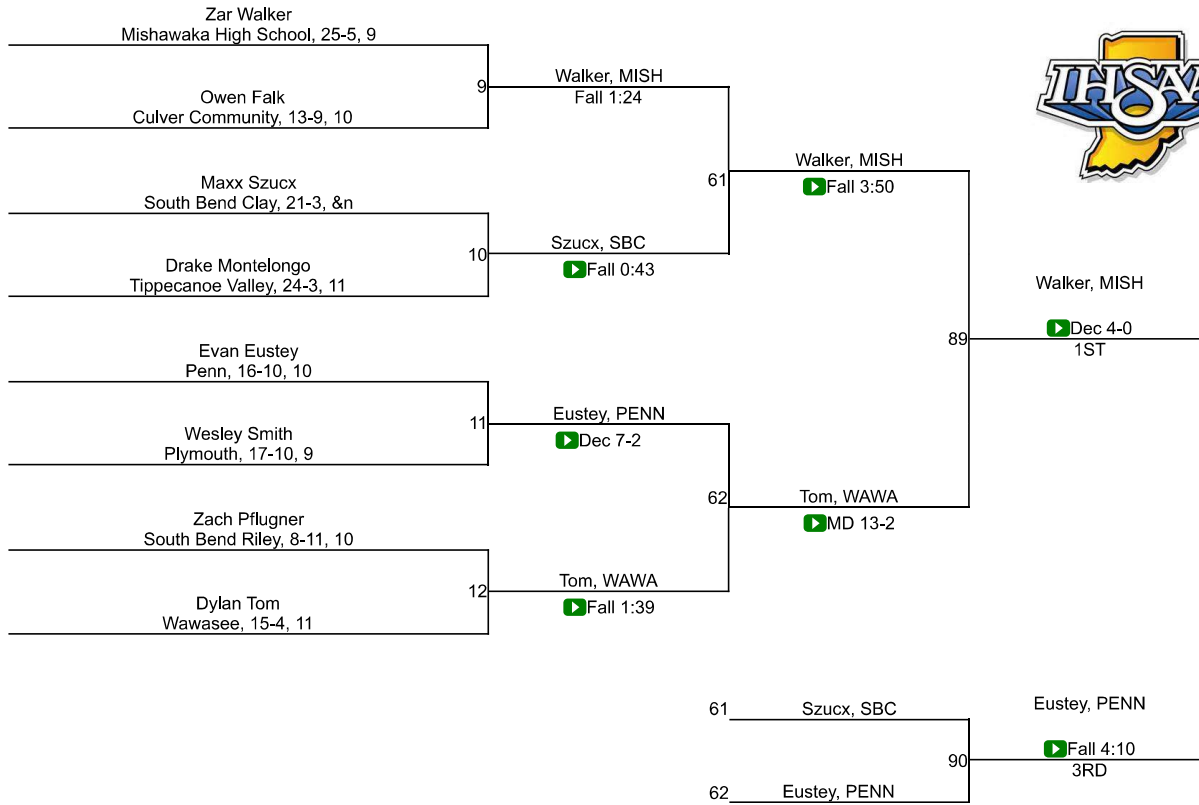 Zar Walker
Mishawaka High School, 25-5, 9
9
Walker, MISH
Fall 1:24
Owen Falk
Culver Community, 13-9, 10
IHSAA
61
Walker, MISH
Fall 3:50
Maxx Szucx
South Bend Clay, 21-3, &n
10
Szucx, SBC
Fall 0:43
Drake Montelongo
Tippecanoe Valley, 24-3, 11
89
Walker, MISH
Dec 4-0
1ST
Evan Eustey
Penn, 16-10, 10
11
Eustey, PENN
Dec 7-2
Wesley Smith
Plymouth, 17-10, 9
62
Tom, WAWA
MD 13-2
Zach Pflugner
South Bend Riley, 8-11, 10
12
Tom, WAWA
Fall 1:39
Dylan Tom
Wawasee, 15-4, 11
61
Szucx, SBC
90
Eustey, PENN
Fall 4:10
3RD
62
Eustey, PENN